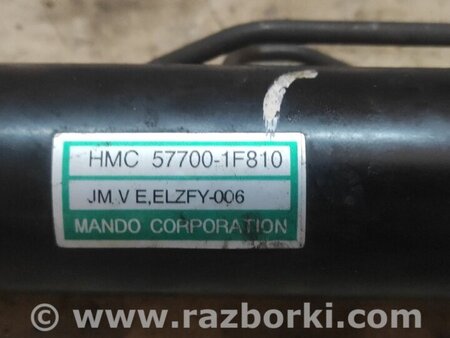 HMC 57700-1F810
JM V E,ELZFY-006
MANDO CORPORATION
© www.razborki.com